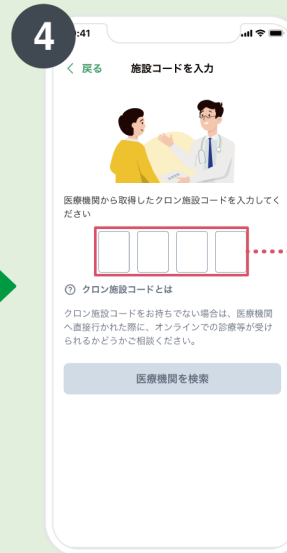 4
:41
戻る 施設コードを入力
医療機関から取得したクロン施設コードを入力してく
ださい
? クロン施設コードとは
クロン施設コードをお持ちでない場合は、医療機関
へ直接行かれた際に、オンラインでの診療等が受け
られるかどうかご相談ください。
医療機関を検索